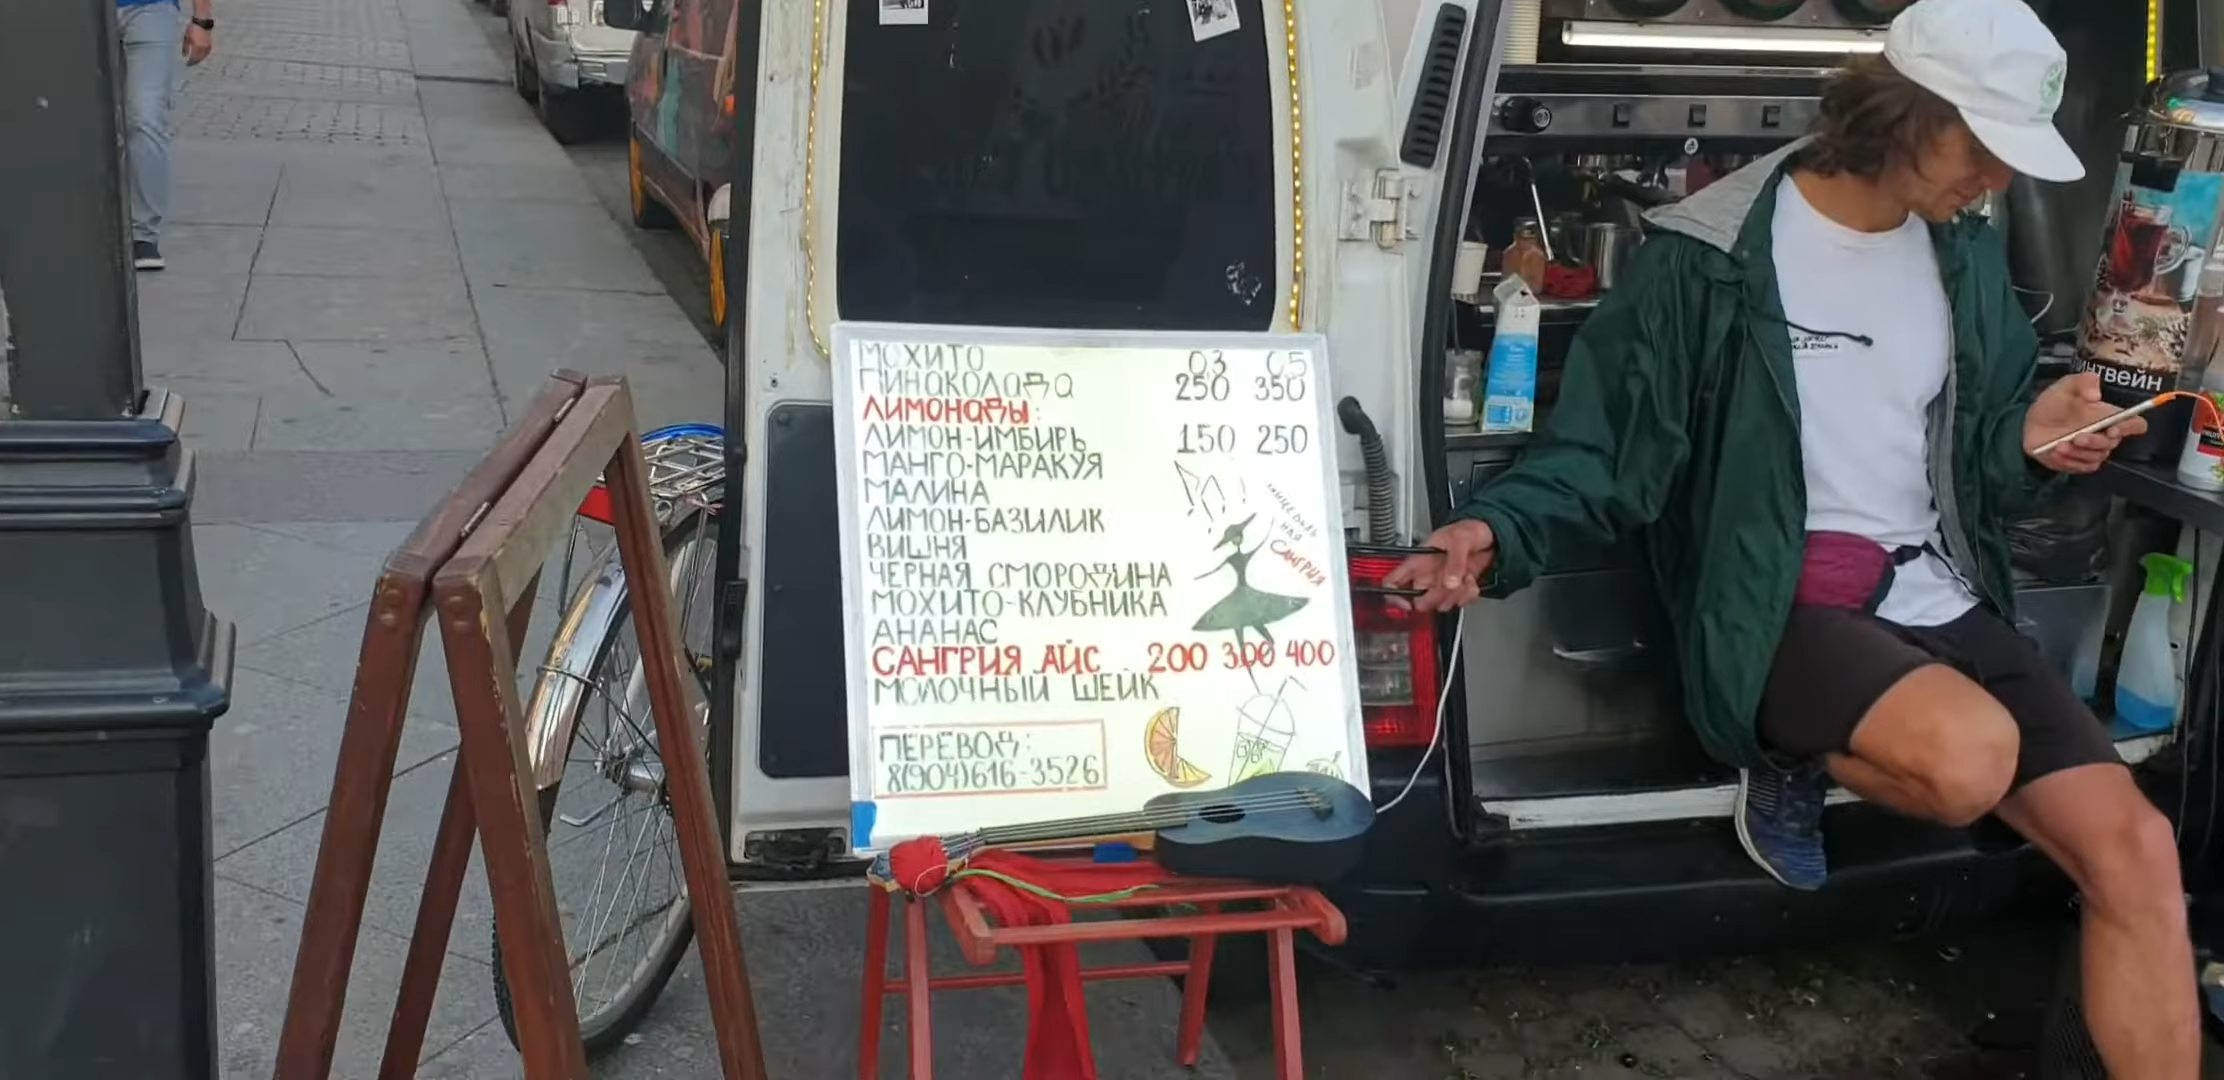 МОХИТО 0,3 0,5
ПИНАКОЛАДА 250 350
ЛИМОНАДЫ:
ЛИМОН-ИМБИРЬ 150 250
МАНГО-МАРАКУЯ
МАЛИНА
ЛИМОН-БАЗИЛИК
ВИШНЯ
ЧЕРНАЯ СМОРОДИНА
МОХИТО-КЛУБНИКА
АНАНАС
САНГРИЯ АЙС 200 300 400
МОЛОЧНЫЙ ШЕЙК
САНГРИЯ
ПЕРЕВОД:
8(904)616-3526